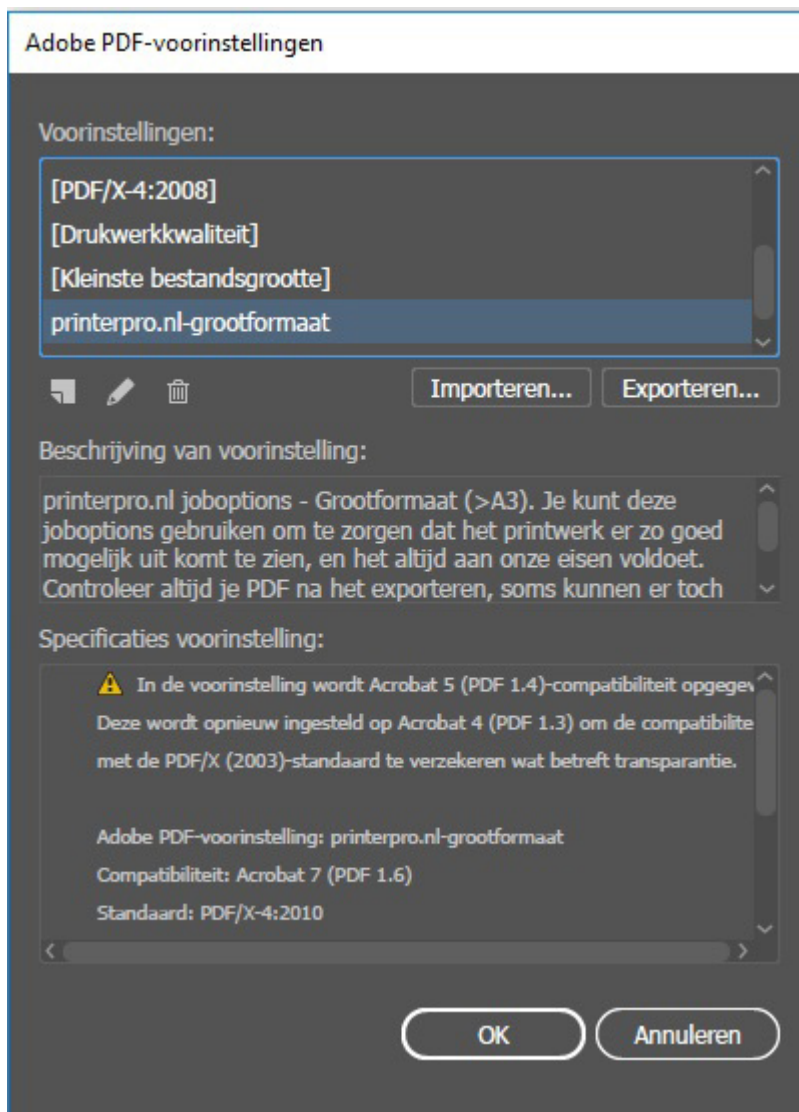 Adobe PDF-voorinstellingen
Voorinstellingen:
[PDF/X-4:2008]
[Drukwerkkwaliteit]
[Kleinste bestandsgrootte]
printerpro.nl-grootformaat
Importeren...
Exporteren...
Beschrijving van voorinstelling:
printerpro.nl joboptions - Grootformaat (>A3). Je kunt deze
joboptions gebruiken om te zorgen dat het printwerk er zo goed
mogelijk uit komt te zien, en het altijd aan onze eisen voldoet.
Controleer altijd je PDF na het exporteren, soms kunnen er toch
Specificaties voorinstelling:
In de voorinstelling wordt Acrobat 5 (PDF 1.4)-compatibiliteit opgegev
Deze wordt opnieuw ingesteld op Acrobat 4 (PDF 1.3) om de compatibilite
met de PDF/X (2003)-standaard te verzekeren wat betreft transparantie.
Adobe PDF-voorinstelling: printerpro.nl-grootformaat
Compatibiliteit: Acrobat 7 (PDF 1.6)
Standaard: PDF/X-4:2010
OK
Annuleren